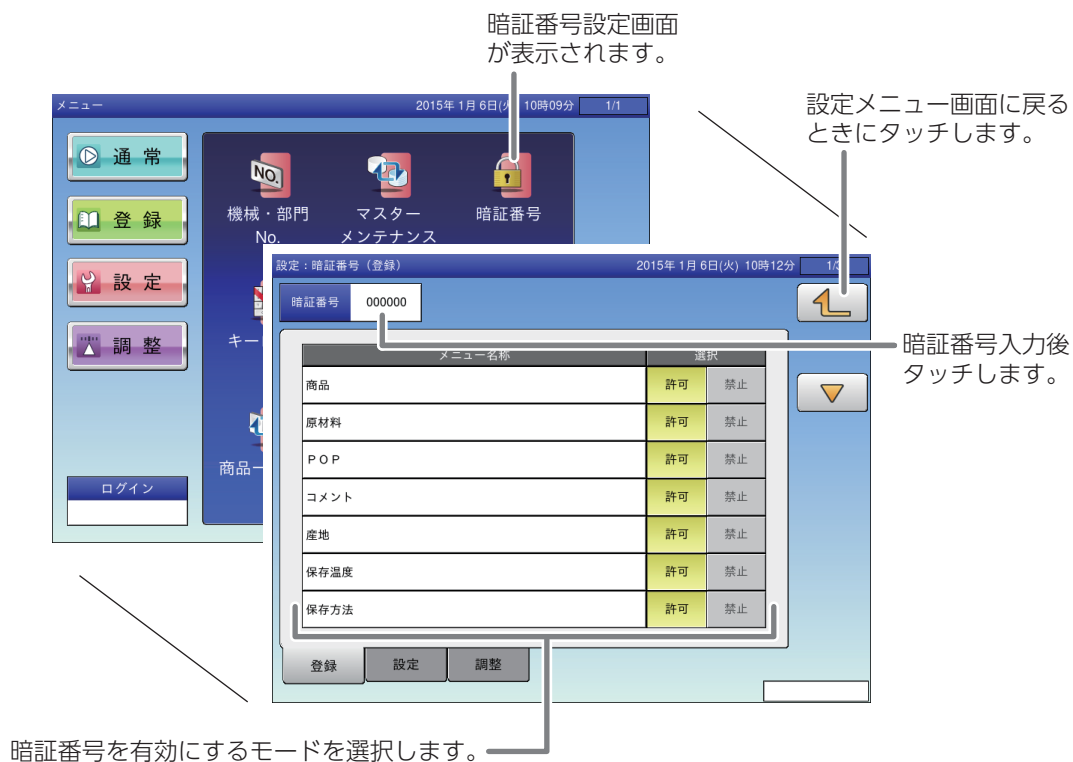 暗証番号設定画面
が表示されます。
設定メニュー画面に戻る
ときにタッチします。
メニュー 2015年 1月 6日 10時09分 1/1
通 常
登 録
設 定
調 整
ログイン
NO.
機械・部門
No.
マスター
メンテナンス
暗証番号
キー
商品一
設定:暗証番号(登録) 2015年 1月 6日(火) 10時12分
暗証番号 000000
暗証番号入力後
タッチします。
メニュー名称 選択
商品 許可 禁止
原材料 許可 禁止
POP 許可 禁止
コメント 許可 禁止
産地 許可 禁止
保存温度 許可 禁止
保存方法 許可 禁止
登録 設定 調整
暗証番号を有効にするモードを選択します。